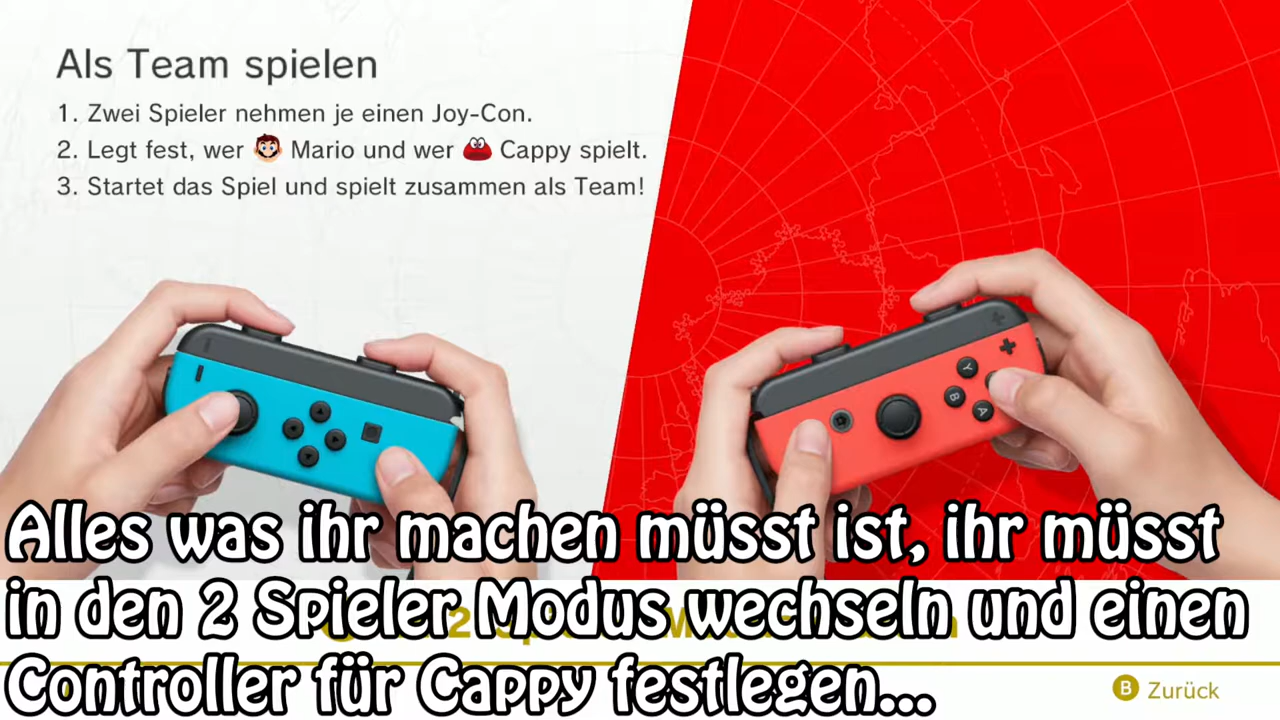 Als Team spielen
1. Zwei Spieler nehmen je einen Joy-Con.
2. Legt fest, wer Mario und wer Cappy spielt.
3. Startet das Spiel und spielt zusammen als Team!
Y
B
A
Alles was ihr machen müsst ist, ihr müsst
in den 2 Spieler Modus wechseln und einen
Controller für Cappy festlegen...
B Zurück